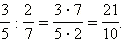 3/5 : 2/7 = (3 · 7)/(5 · 2) = 21/10.